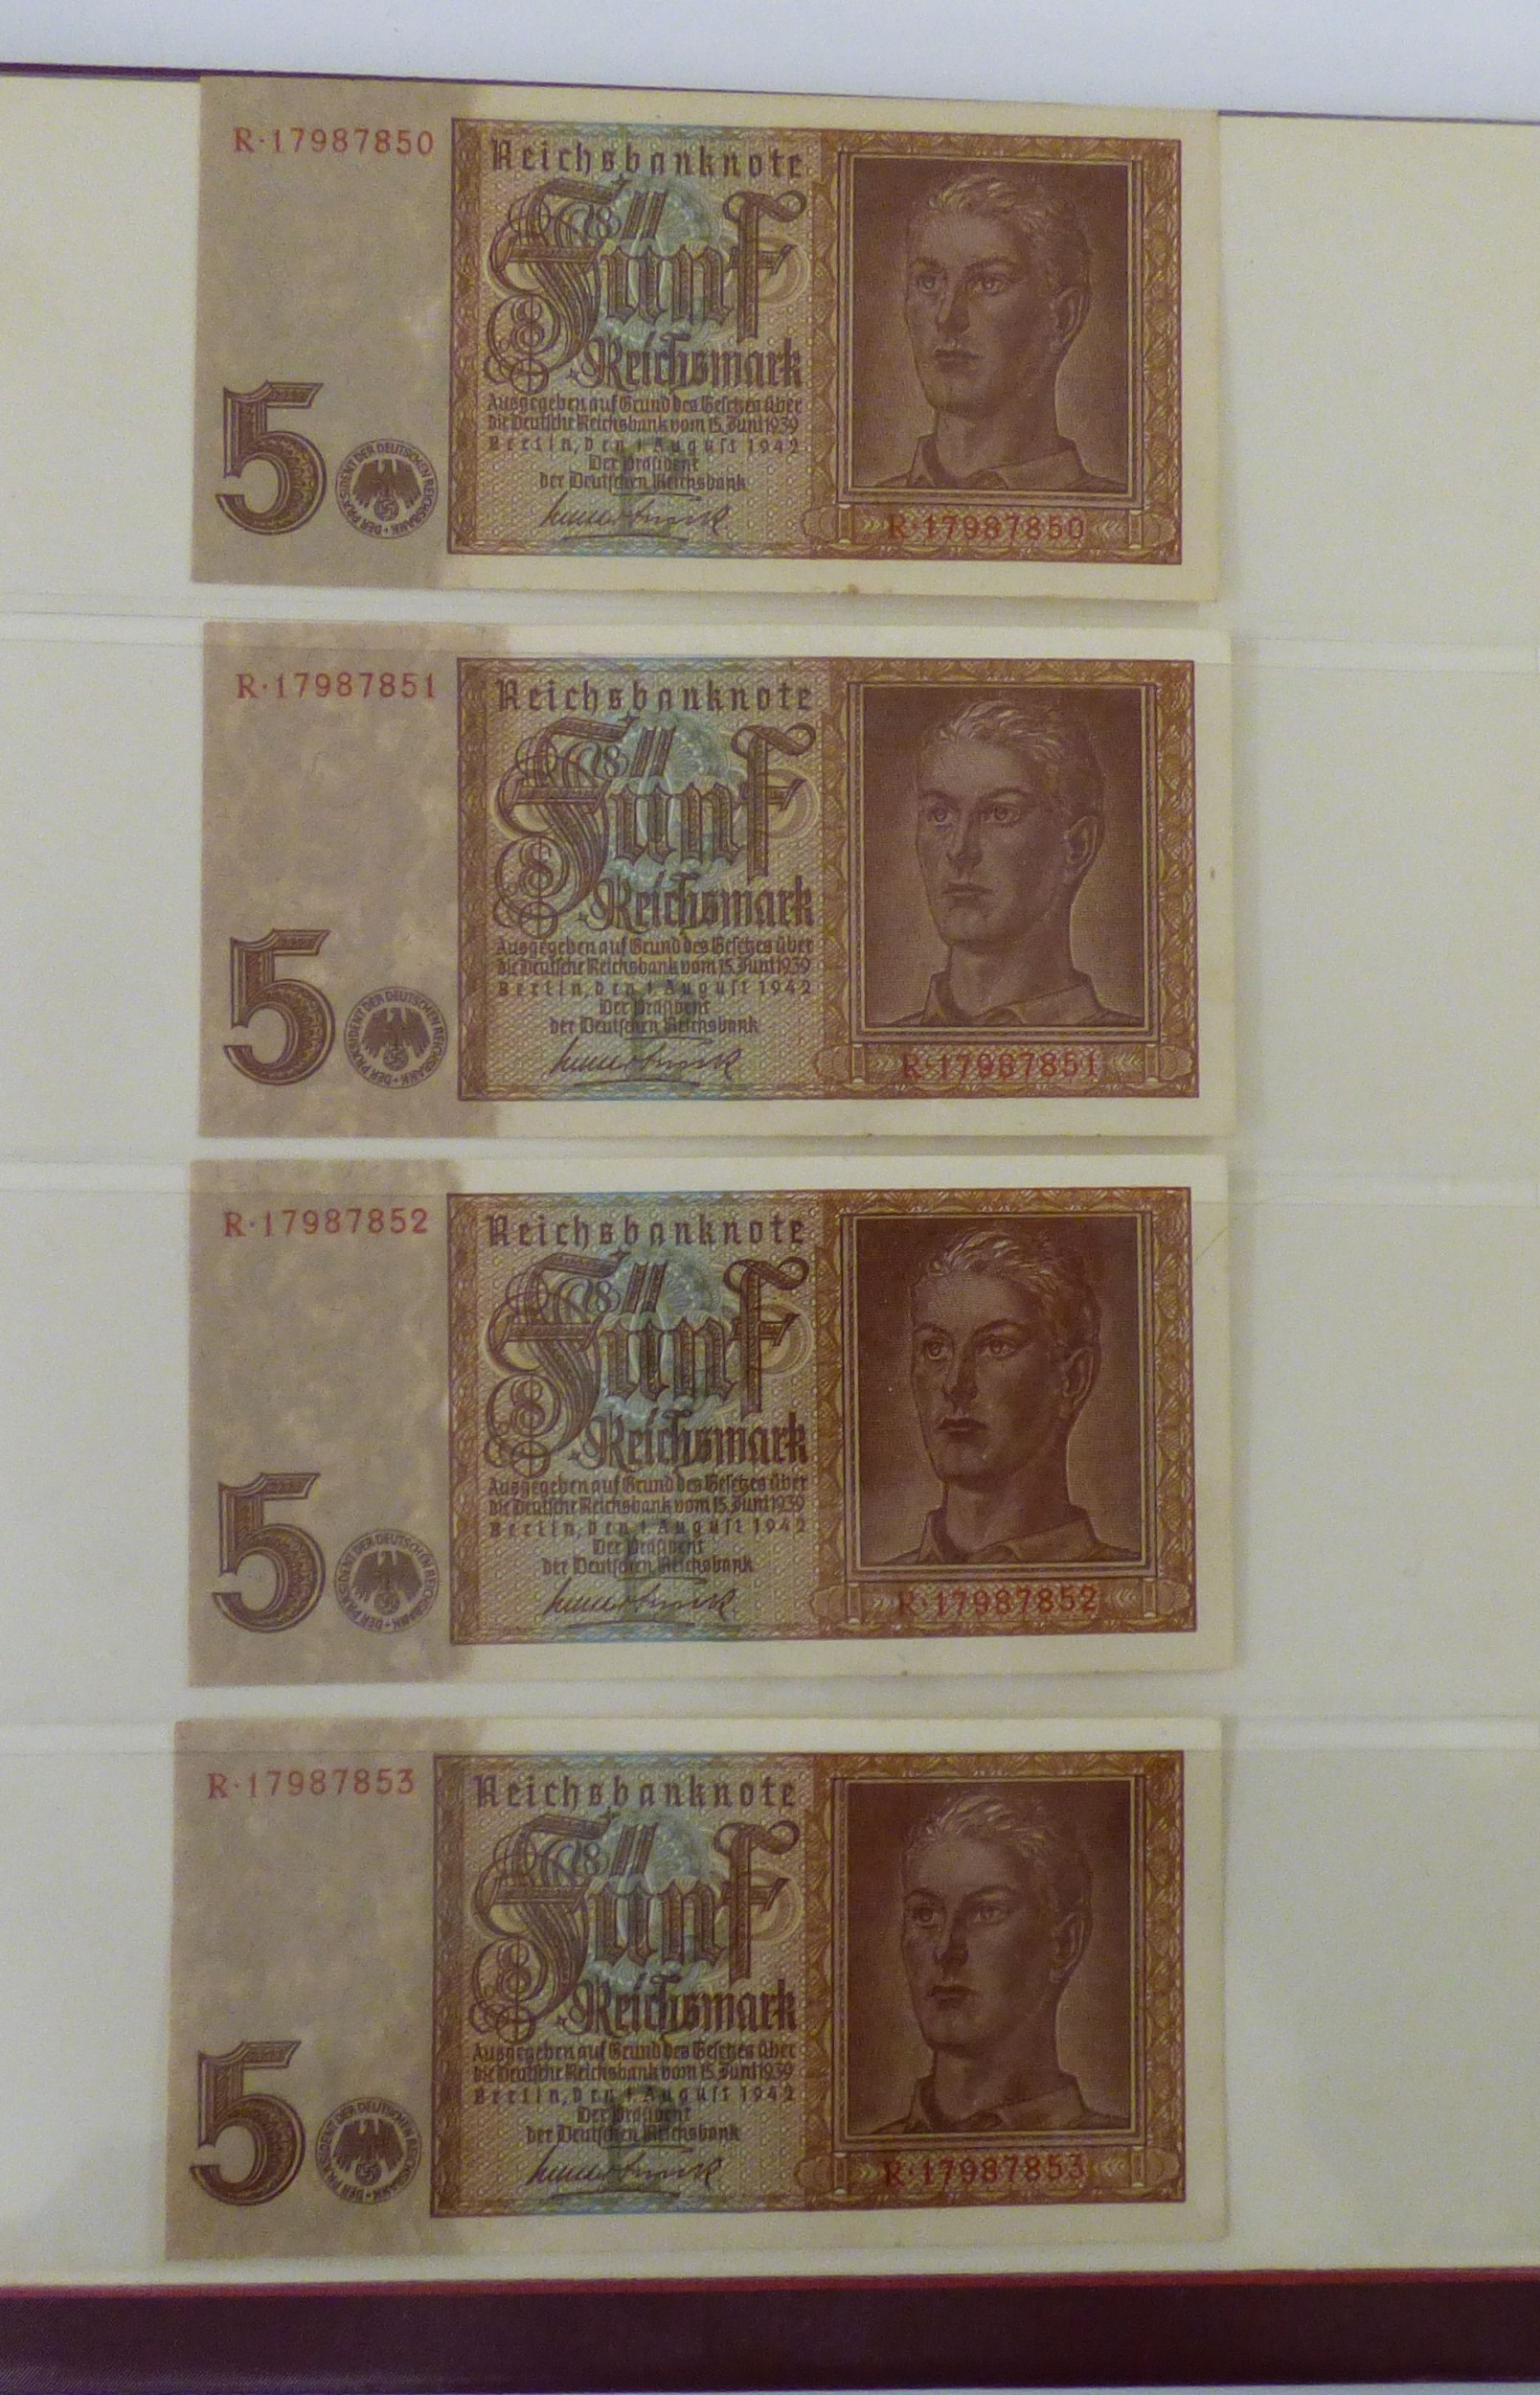 R·17987850
Reichsbanknote
Fünf
Reichsmark
Ausgegeben auf Grund des Gesetzes über
die Deutsche Reichsbank vom 15. Juni 1939
Berlin, den 1. August 1942
Der Präsident
der Deutschen Reichsbank
5
DER PRÄSIDENT DER DEUTSCHEN REICHSBANK
R·17987850
R·17987851
Reichsbanknote
Fünf
Reichsmark
Ausgegeben auf Grund des Gesetzes über
die Deutsche Reichsbank vom 15. Juni 1939
Berlin, den 1. August 1942
Der Präsident
der Deutschen Reichsbank
5
DER PRÄSIDENT DER DEUTSCHEN REICHSBANK
R·17987851
R·17987852
Reichsbanknote
Fünf
Reichsmark
Ausgegeben auf Grund des Gesetzes über
die Deutsche Reichsbank vom 15. Juni 1939
Berlin, den 1. August 1942
Der Präsident
der Deutschen Reichsbank
5
DER PRÄSIDENT DER DEUTSCHEN REICHSBANK
R·17987852
R·17987853
Reichsbanknote
Fünf
Reichsmark
Ausgegeben auf Grund des Gesetzes über
die Deutsche Reichsbank vom 15. Juni 1939
Berlin, den 1. August 1942
Der Präsident
der Deutschen Reichsbank
5
DER PRÄSIDENT DER DEUTSCHEN REICHSBANK
R·17987853